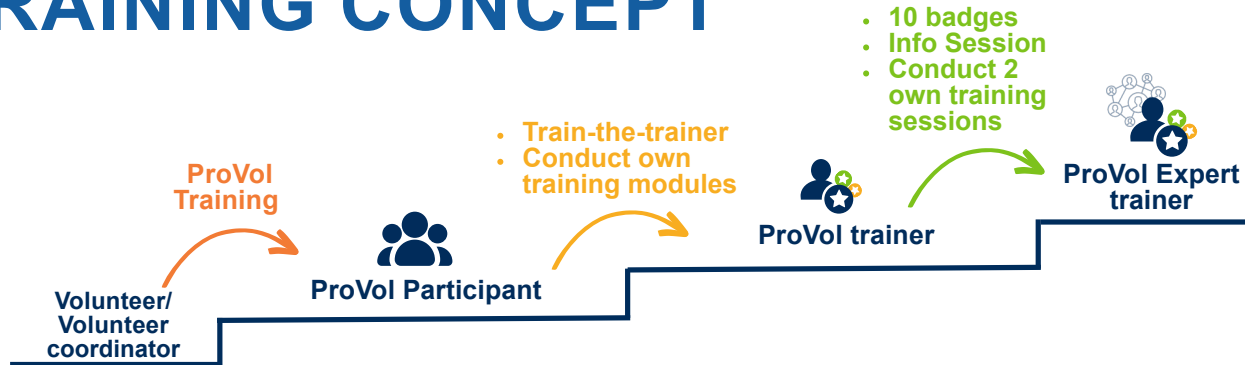 RAINING CONCEPT
• 10 badges
• Info Session
• Conduct 2
own training
sessions
• Train-the-trainer
• Conduct own
training modules
ProVol
Training
ProVol Expert
trainer
ProVol trainer
ProVol Participant
Volunteer/
Volunteer
coordinator